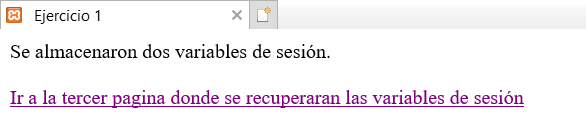 Ejercicio 1
Se almacenaron dos variables de sesión.
Ir a la tercer pagina donde se recuperaran las variables de sesión